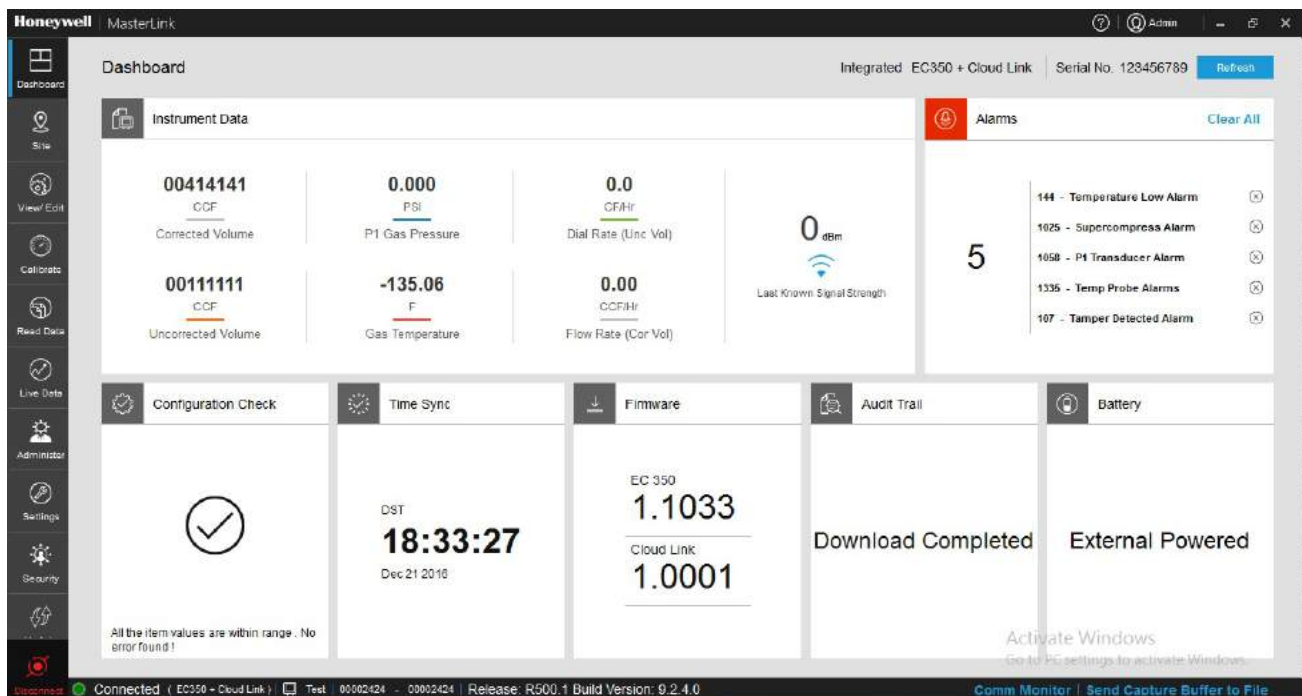 Honeywell MasterLink
Admin
Dashboard
Site
View/ Edit
Calibrate
Read Data
Live Data
Administer
Settings
Security
Disconnect
Dashboard
Integrated EC350 + Cloud Link
Serial No. 123456789
Refresh
Instrument Data
00414141
CCF
Corrected Volume
0.000
PSI
P1 Gas Pressure
0.0
CF/Hr
Dial Rate (Unc Vol)
00111111
CCF
Uncorrected Volume
-135.06
F
Gas Temperature
0.00
CCF/Hr
Flow Rate (Cor Vol)
0 dBm
Last Known Signal Strength
Alarms
Clear All
5
144 - Temperature Low Alarm
1025 - Supercompress Alarm
1058 - P1 Transducer Alarm
1335 - Temp Probe Alarms
107 - Tamper Detected Alarm
Configuration Check
All the item values are within range . No
error found !
Time Sync
DST
18:33:27
Dec 21 2016
Firmware
EC 350
1.1033
Cloud Link
1.0001
Audit Trail
Download Completed
Battery
External Powered
Activate Windows
Go to PC settings to activate Windows.
Connected ( EC350 + Cloud Link ) Test 00002424 - 00002424 Release: R500.1 Build Version: 9.2.4.0
Comm Monitor | Send Capture Buffer to File